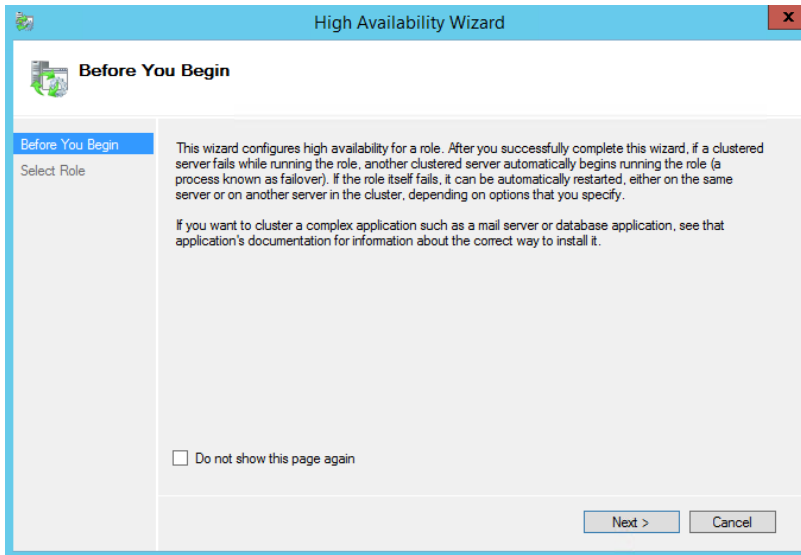 High Availability Wizard
x
Before You Begin
Before You Begin
Select Role
This wizard configures high availability for a role. After you successfully complete this wizard, if a clustered
server fails while running the role, another clustered server automatically begins running the role (a
process known as failover). If the role itself fails, it can be automatically restarted, either on the same
server or on another server in the cluster, depending on options that you specify.
If you want to cluster a complex application such as a mail server or database application, see that
application's documentation for information about the correct way to install it.
Do not show this page again
Next >
Cancel